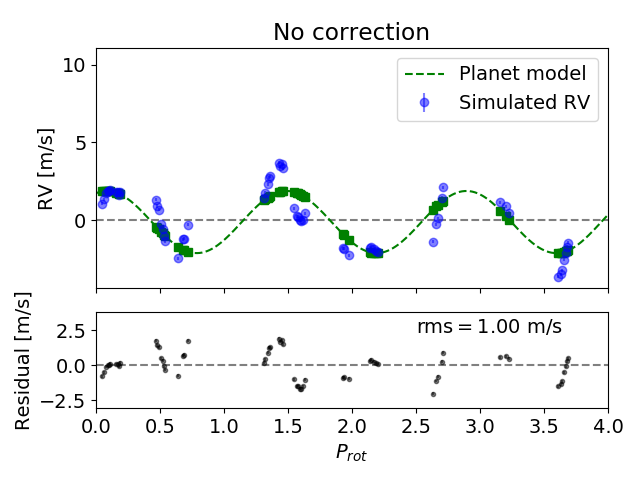 No correction
10
5
0
RV [m/s]
Planet model
Simulated RV
2.5
0.0
−2.5
Residual [m/s]
rms = 1.00 m/s
0.0 0.5 1.0 1.5 2.0 2.5 3.0 3.5 4.0
P_rot